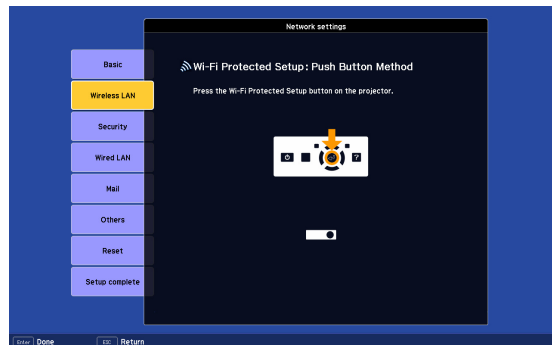 Network settings
Basic
Wireless LAN
Security
Wired LAN
Mail
Others
Reset
Setup complete
Wi-Fi Protected Setup: Push Button Method
Press the Wi-Fi Protected Setup button on the projector.
?
Enter Done
ESC Return